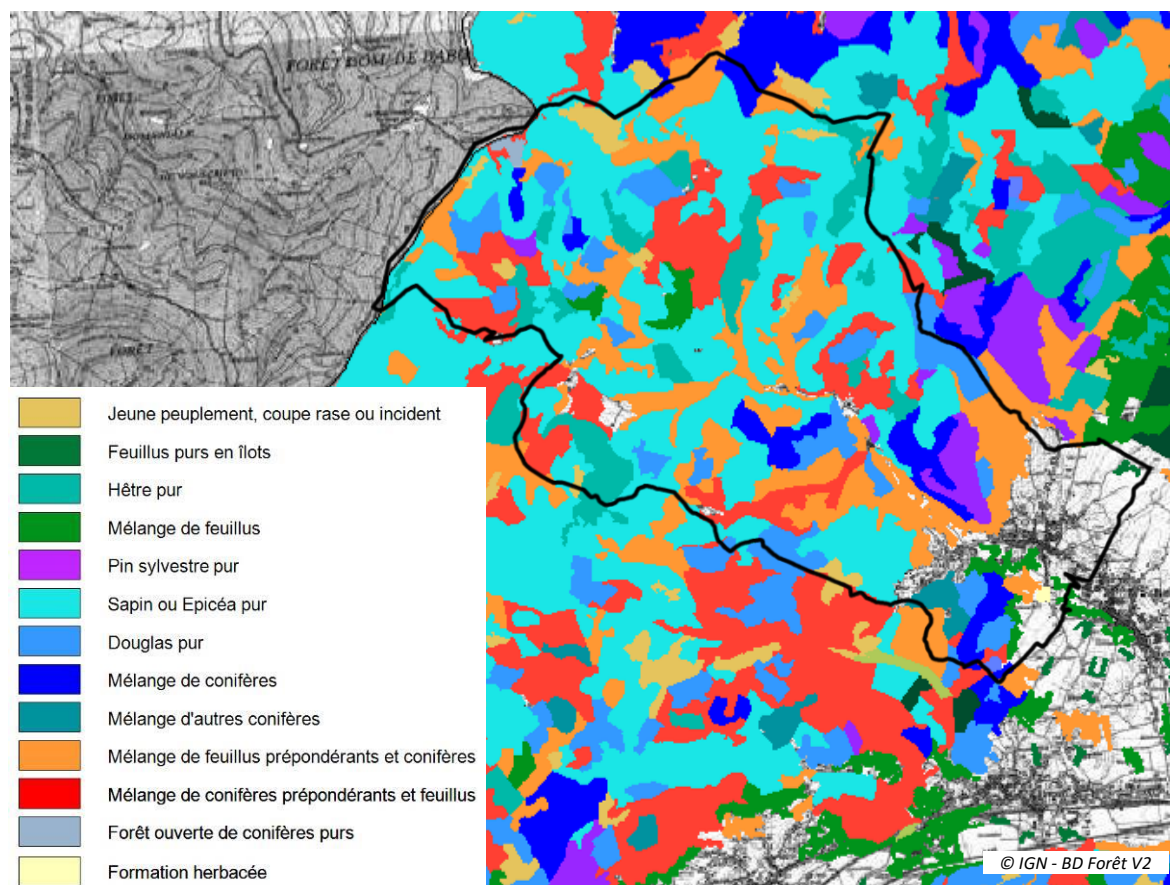 FORÊT DOM. DE DABO
FORÊT
FORÊT
Jeune peuplement, coupe rase ou incident
Feuillus purs en îlots
Hêtre pur
Mélange de feuillus
Pin sylvestre pur
Sapin ou Epicéa pur
Douglas pur
Mélange de conifères
Mélange d'autres conifères
Mélange de feuillus prépondérants et conifères
Mélange de conifères prépondérants et feuillus
Forêt ouverte de conifères purs
Formation herbacée
© IGN - BD Forêt V2